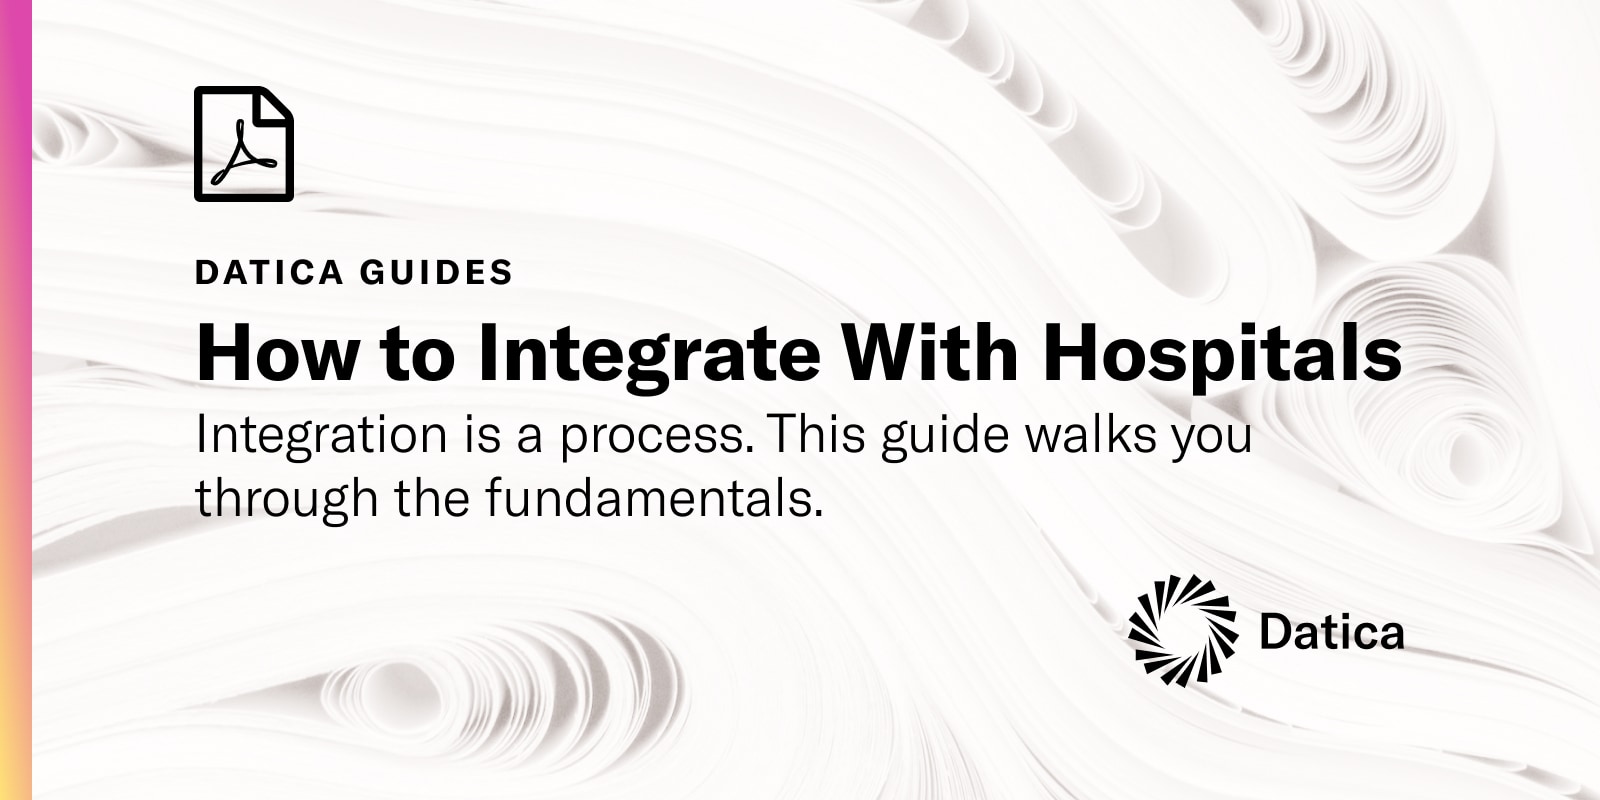 DATICA GUIDES
How to Integrate With Hospitals
Integration is a process. This guide walks you
through the fundamentals.
Datica